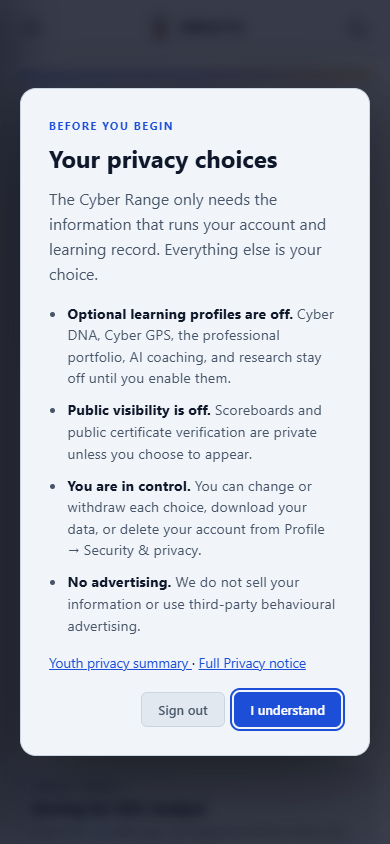 BEFORE YOU BEGIN
Your privacy choices
The Cyber Range only needs the
information that runs your account and
learning record. Everything else is your
choice.
• Optional learning profiles are off. Cyber
DNA, Cyber GPS, the professional
portfolio, AI coaching, and research stay
off until you enable them.
• Public visibility is off. Scoreboards and
public certificate verification are private
unless you choose to appear.
• You are in control. You can change or
withdraw each choice, download your
data, or delete your account from Profile
→ Security & privacy.
• No advertising. We do not sell your
information or use third-party behavioural
advertising.
Youth privacy summary · Full Privacy notice
Sign out
I understand